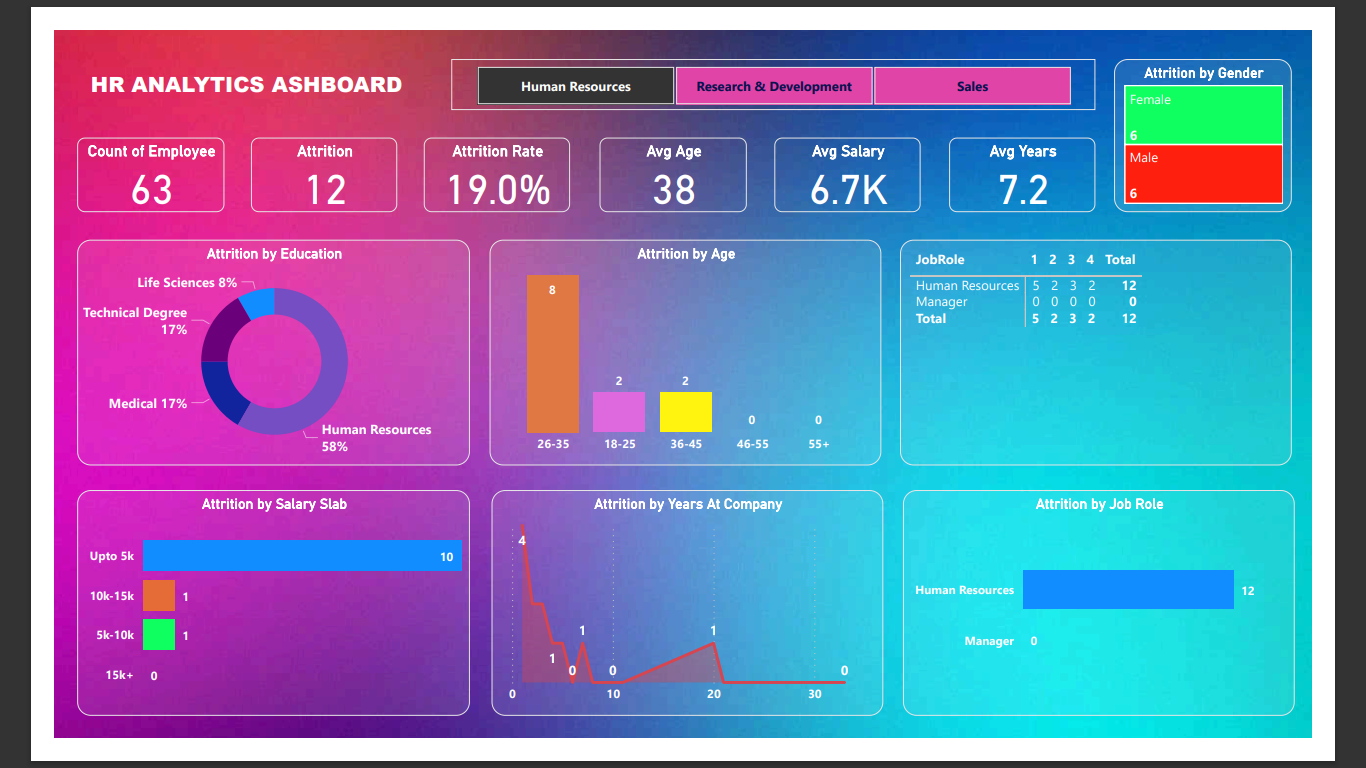 HR ANALYTICS ASHBOARD
Human Resources
Research & Development
Sales
Attrition by Gender
Female
6
Male
6
Count of Employee
63
Attrition
12
Attrition Rate
19.0%
Avg Age
38
Avg Salary
6.7K
Avg Years
7.2
Attrition by Education
Life Sciences 8%
Technical Degree
17%
Medical 17%
Human Resources
58%
Attrition by Age
8
2
2
0
0
26-35
18-25
36-45
46-55
55+
JobRole 1 2 3 4 Total
Human Resources 5 2 3 2 12
Manager 0 0 0 0 0
Total 5 2 3 2 12
Attrition by Salary Slab
Upto 5k 10
10k-15k 1
5k-10k 1
15k+ 0
Attrition by Years At Company
4
1
1
1
0
0
0
0
10
20
30
Attrition by Job Role
Human Resources 12
Manager 0